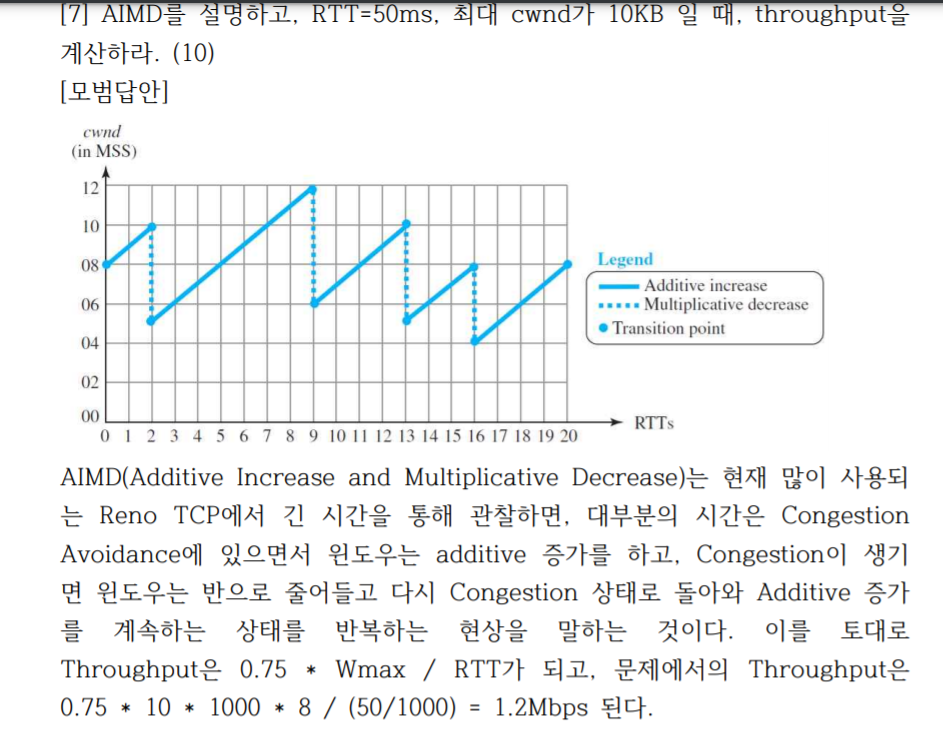 [7] AIMD를 설명하고, RTT=50ms, 최대 cwnd가 10KB 일 때, throughput을
계산하라. (10)
[모범답안]
cwnd
(in MSS)
12
10
08
06
04
02
00
0 1 2 3 4 5 6 7 8 9 10 11 12 13 14 15 16 17 18 19 20
RTTs
Legend
Additive increase
Multiplicative decrease
Transition point
AIMD(Additive Increase and Multiplicative Decrease)는 현재 많이 사용되
는 Reno TCP에서 긴 시간을 통해 관찰하면, 대부분의 시간은 Congestion
Avoidance에 있으면서 윈도우는 additive 증가를 하고, Congestion이 생기
면 윈도우는 반으로 줄어들고 다시 Congestion 상태로 돌아와 Additive 증가
를 계속하는 상태를 반복하는 현상을 말하는 것이다. 이를 토대로
Throughput은 0.75 * Wmax / RTT가 되고, 문제에서의 Throughput은
0.75 * 10 * 1000 * 8 / (50/1000) = 1.2Mbps 된다.